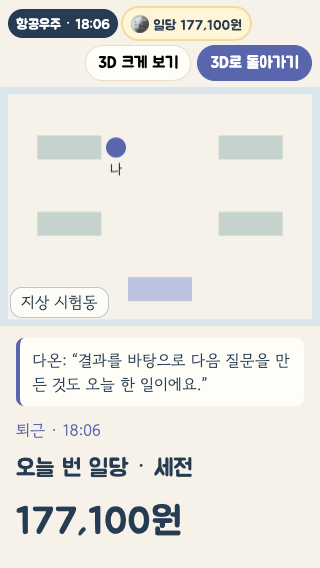 항공우주 · 18:06
일당 177,100원
3D 크게 보기
3D로 돌아가기
나
지상 시험동
다온: “결과를 바탕으로 다음 질문을 만
든 것도 오늘 한 일이에요.”
퇴근 · 18:06
오늘 번 일당 · 세전
177,100원